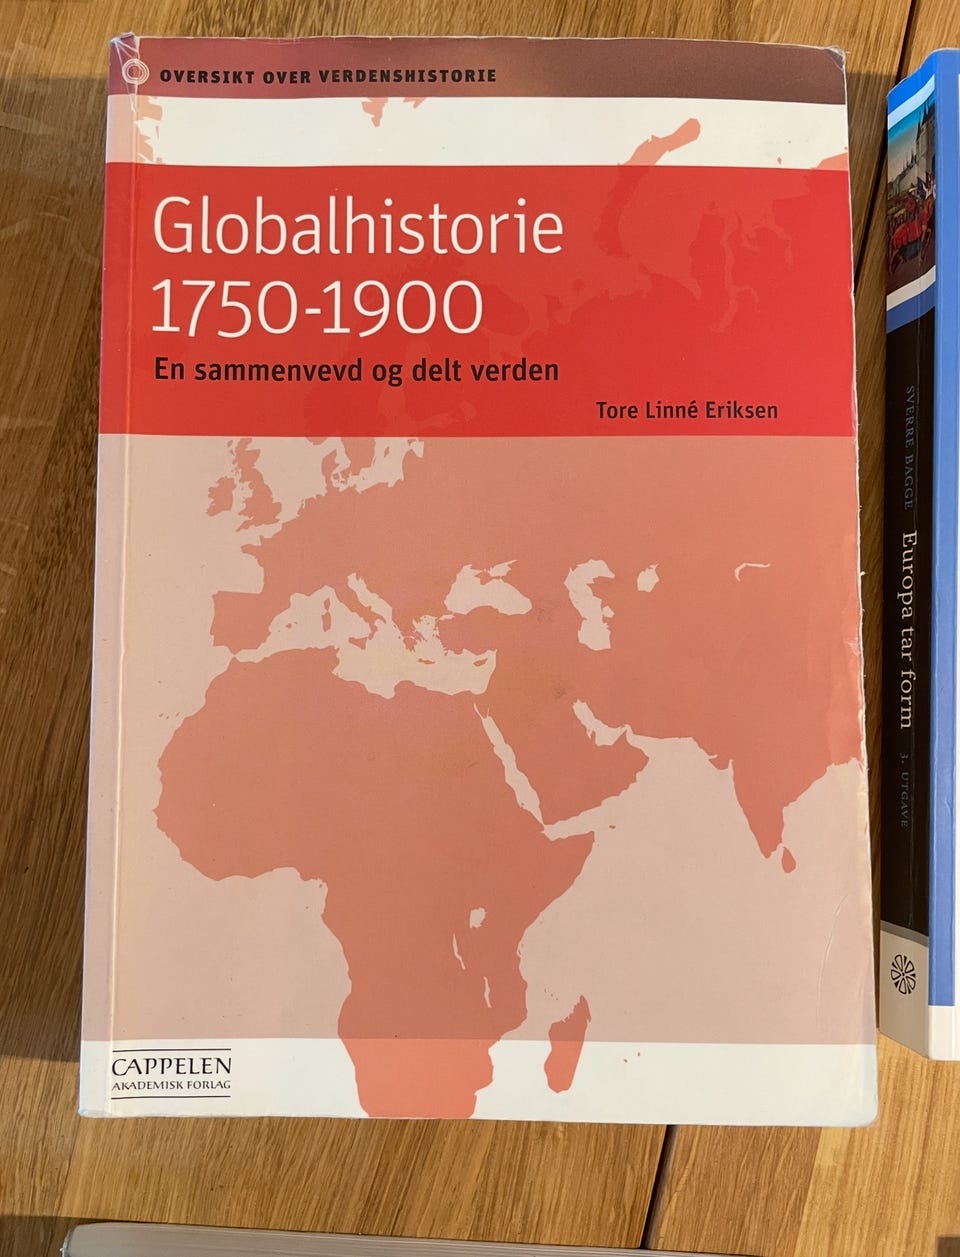 OVERSIKT OVER VERDENSHISTORIE
Globalhistorie
1750-1900
En sammenvevd og delt verden
Tore Linné Eriksen
CAPPELEN
AKADEMISK FORLAG
SVERRE BAGGE Europa tar form 3. UTGAVE